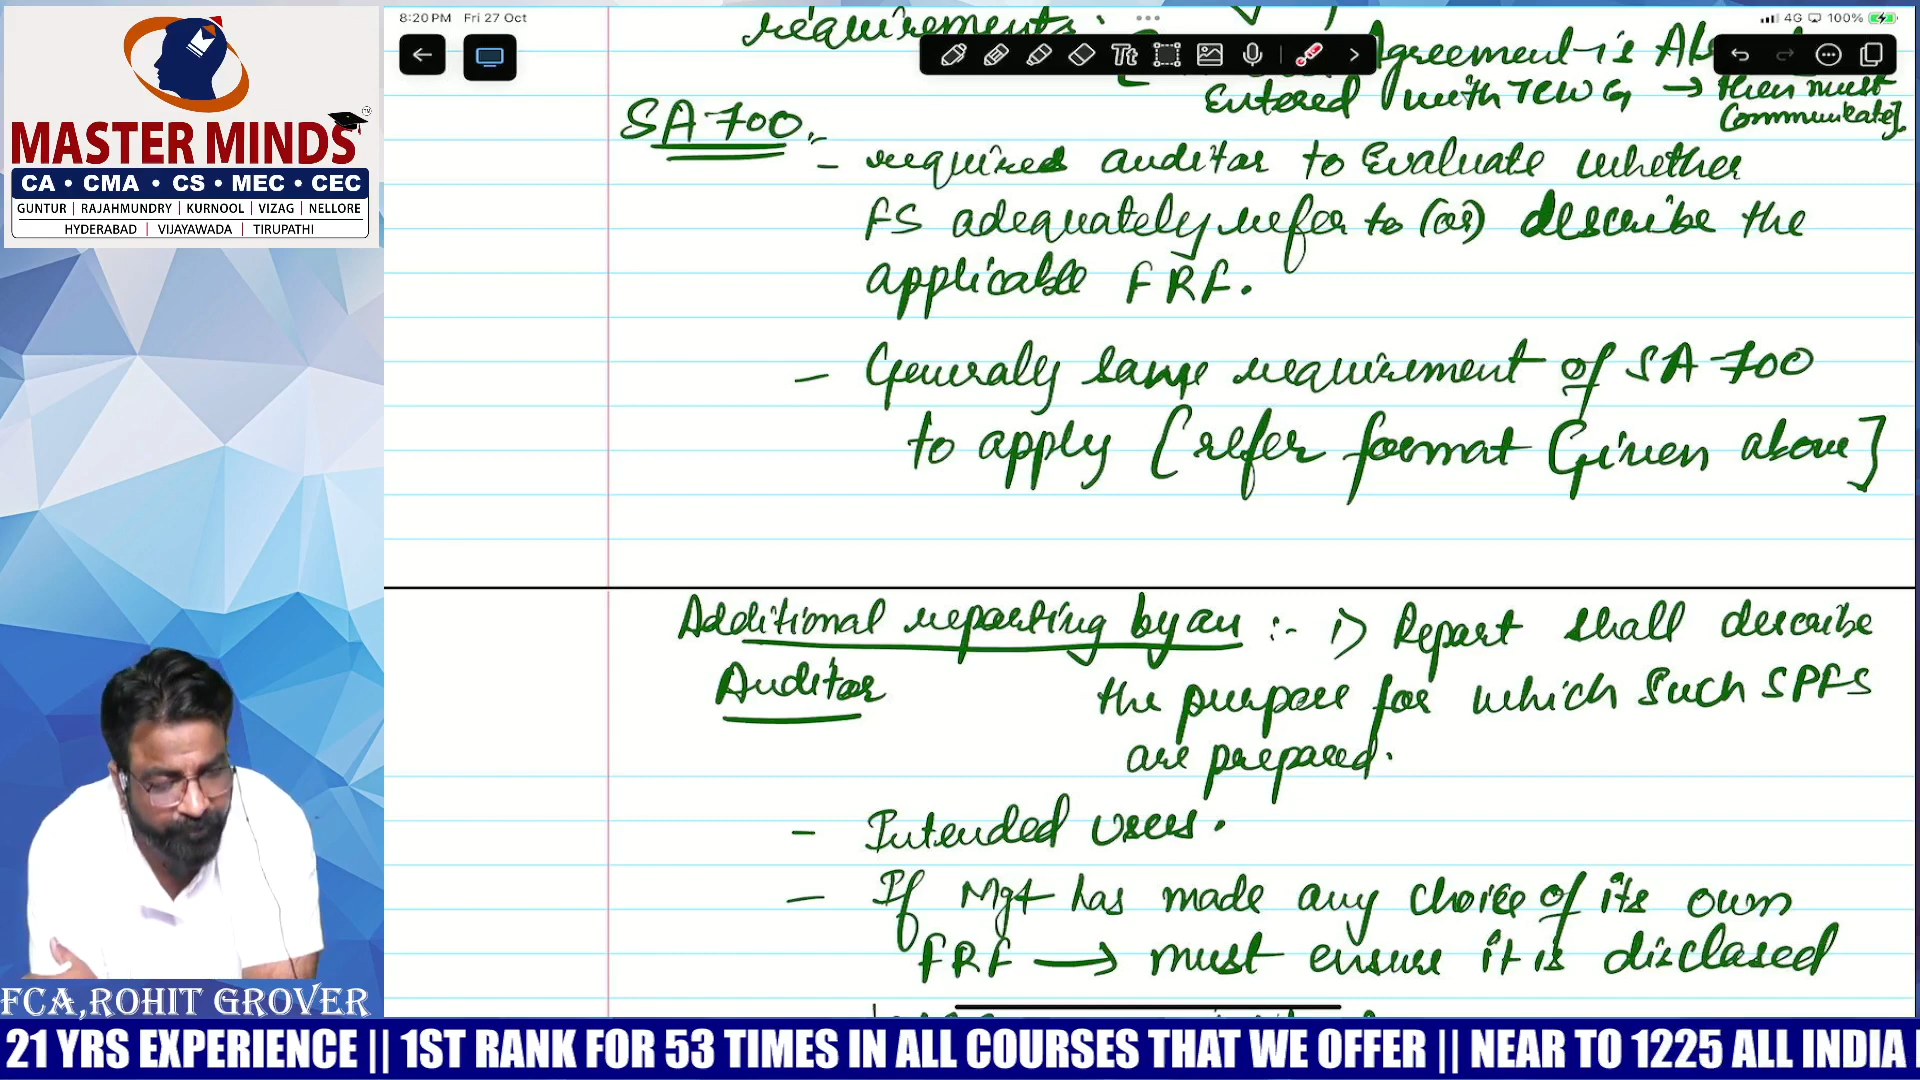 8:20 PM Fri 27 Oct
4G 100%
requirements:
Agreement is
Entered with TCWG → then must
Communicate].
MASTER MINDS
CA • CMA • CS • MEC • CEC
GUNTUR | RAJAHMUNDRY | KURNOOL | VIZAG | NELLORE
HYDERABAD | VIJAYAWADA | TIRUPATHI
Tt
SA 700:-
- required auditor to Evaluate whether
FS adequately refer to (or) describe the
applicable FRF.
- Generally same requirement of SA 700
to apply [refer format Given above]
Additional reporting by an :- i) Report shall describe
Auditor the purpose for which such SPFS
are prepared.
- Intended users.
- If Mgt has made any choice of its own
FRF → must ensure it is disclosed
FCA,ROHIT GROVER
21 YRS EXPERIENCE || 1ST RANK FOR 53 TIMES IN ALL COURSES THAT WE OFFER || NEAR TO 1225 ALL INDIA